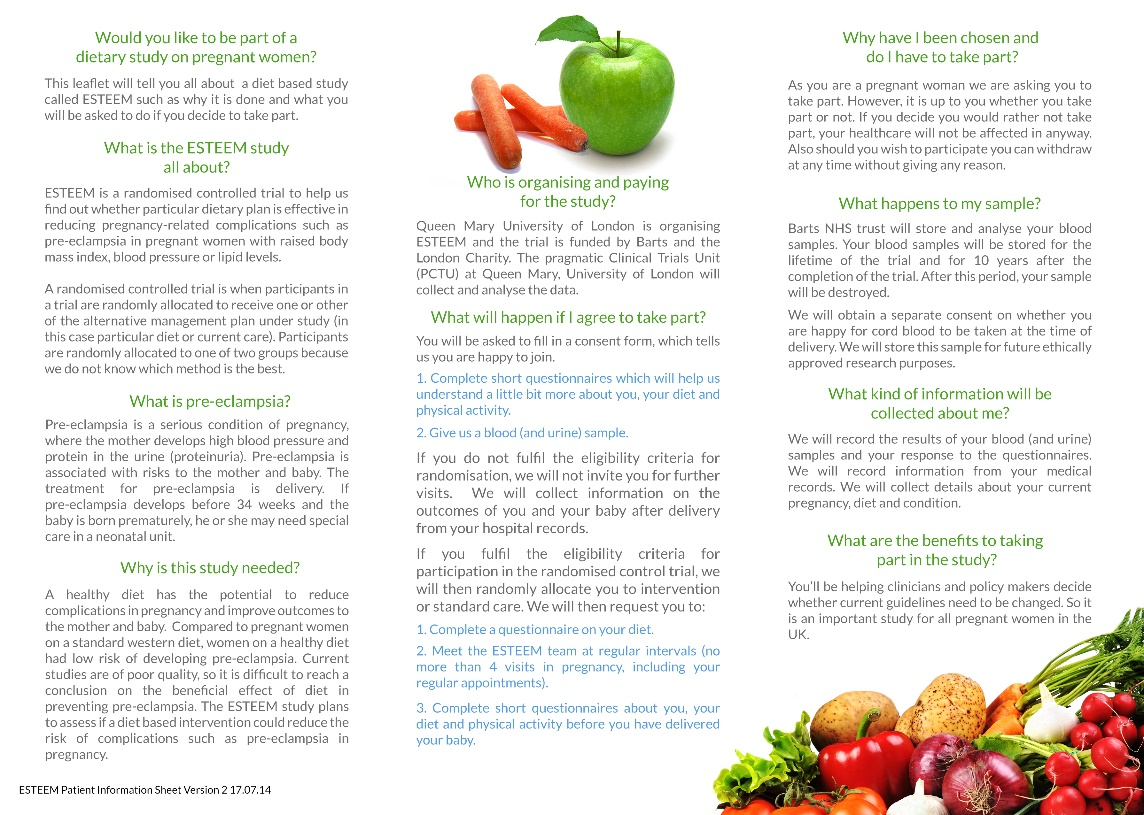 Would you like to be part of a
dietary study on pregnant women?
This leaflet will tell you all about a diet based study
called ESTEEM such as why it is done and what you
will be asked to do if you decide to take part.
What is the ESTEEM study
all about?
ESTEEM is a randomised controlled trial to help us
find out whether particular dietary plan is effective in
reducing pregnancy-related complications such as
pre-eclampsia in pregnant women with raised body
mass index, blood pressure or lipid levels.
A randomised controlled trial is when participants in
a trial are randomly allocated to receive one or other
of the alternative management plan under study (in
this case particular diet or current care). Participants
are randomly allocated to one of two groups because
we do not know which method is the best.
What is pre-eclampsia?
Pre-eclampsia is a serious condition of pregnancy,
where the mother develops high blood pressure and
protein in the urine (proteinuria). Pre-eclampsia is
associated with risks to the mother and baby. The
treatment for pre-eclampsia is delivery. If
pre-eclampsia develops before 34 weeks and the
baby is born prematurely, he or she may need special
care in a neonatal unit.
Why is this study needed?
A healthy diet has the potential to reduce
complications in pregnancy and improve outcomes to
the mother and baby. Compared to pregnant women
on a standard western diet, women on a healthy diet
had low risk of developing pre-eclampsia. Current
studies are of poor quality, so it is difficult to reach a
conclusion on the beneficial effect of diet in
preventing pre-eclampsia. The ESTEEM study plans
to assess if a diet based intervention could reduce the
risk of complications such as pre-eclampsia in
pregnancy.
ESTEEM Patient Information Sheet Version 2 17.07.14
Who is organising and paying
for the study?
Queen Mary University of London is organising
ESTEEM and the trial is funded by Barts and the
London Charity. The pragmatic Clinical Trials Unit
(PCTU) at Queen Mary, University of London will
collect and analyse the data.
What will happen if I agree to take part?
You will be asked to fill in a consent form, which tells
us you are happy to join.
1. Complete short questionnaires which will help us
understand a little bit more about you, your diet and
physical activity.
2. Give us a blood (and urine) sample.
If you do not fulfil the eligibility criteria for
randomisation, we will not invite you for further
visits. We will collect information on the
outcomes of you and your baby after delivery
from your hospital records.
If you fulfil the eligibility criteria for
participation in the randomised control trial, we
will then randomly allocate you to intervention
or standard care. We will then request you to:
1. Complete a questionnaire on your diet.
2. Meet the ESTEEM team at regular intervals (no
more than 4 visits in pregnancy, including your
regular appointments).
3. Complete short questionnaires about you, your
diet and physical activity before you have delivered
your baby.
Why have I been chosen and
do I have to take part?
As you are a pregnant woman we are asking you to
take part. However, it is up to you whether you take
part or not. If you decide you would rather not take
part, your healthcare will not be affected in anyway.
Also should you wish to participate you can withdraw
at any time without giving any reason.
What happens to my sample?
Barts NHS trust will store and analyse your blood
samples. Your blood samples will be stored for the
lifetime of the trial and for 10 years after the
completion of the trial. After this period, your sample
will be destroyed.
We will obtain a separate consent on whether you
are happy for cord blood to be taken at the time of
delivery. We will store this sample for future ethically
approved research purposes.
What kind of information will be
collected about me?
We will record the results of your blood (and urine)
samples and your response to the questionnaires.
We will record information from your medical
records. We will collect details about your current
pregnancy, diet and condition.
What are the benefits to taking
part in the study?
You'll be helping clinicians and policy makers decide
whether current guidelines need to be changed. So it
is an important study for all pregnant women in the
UK.